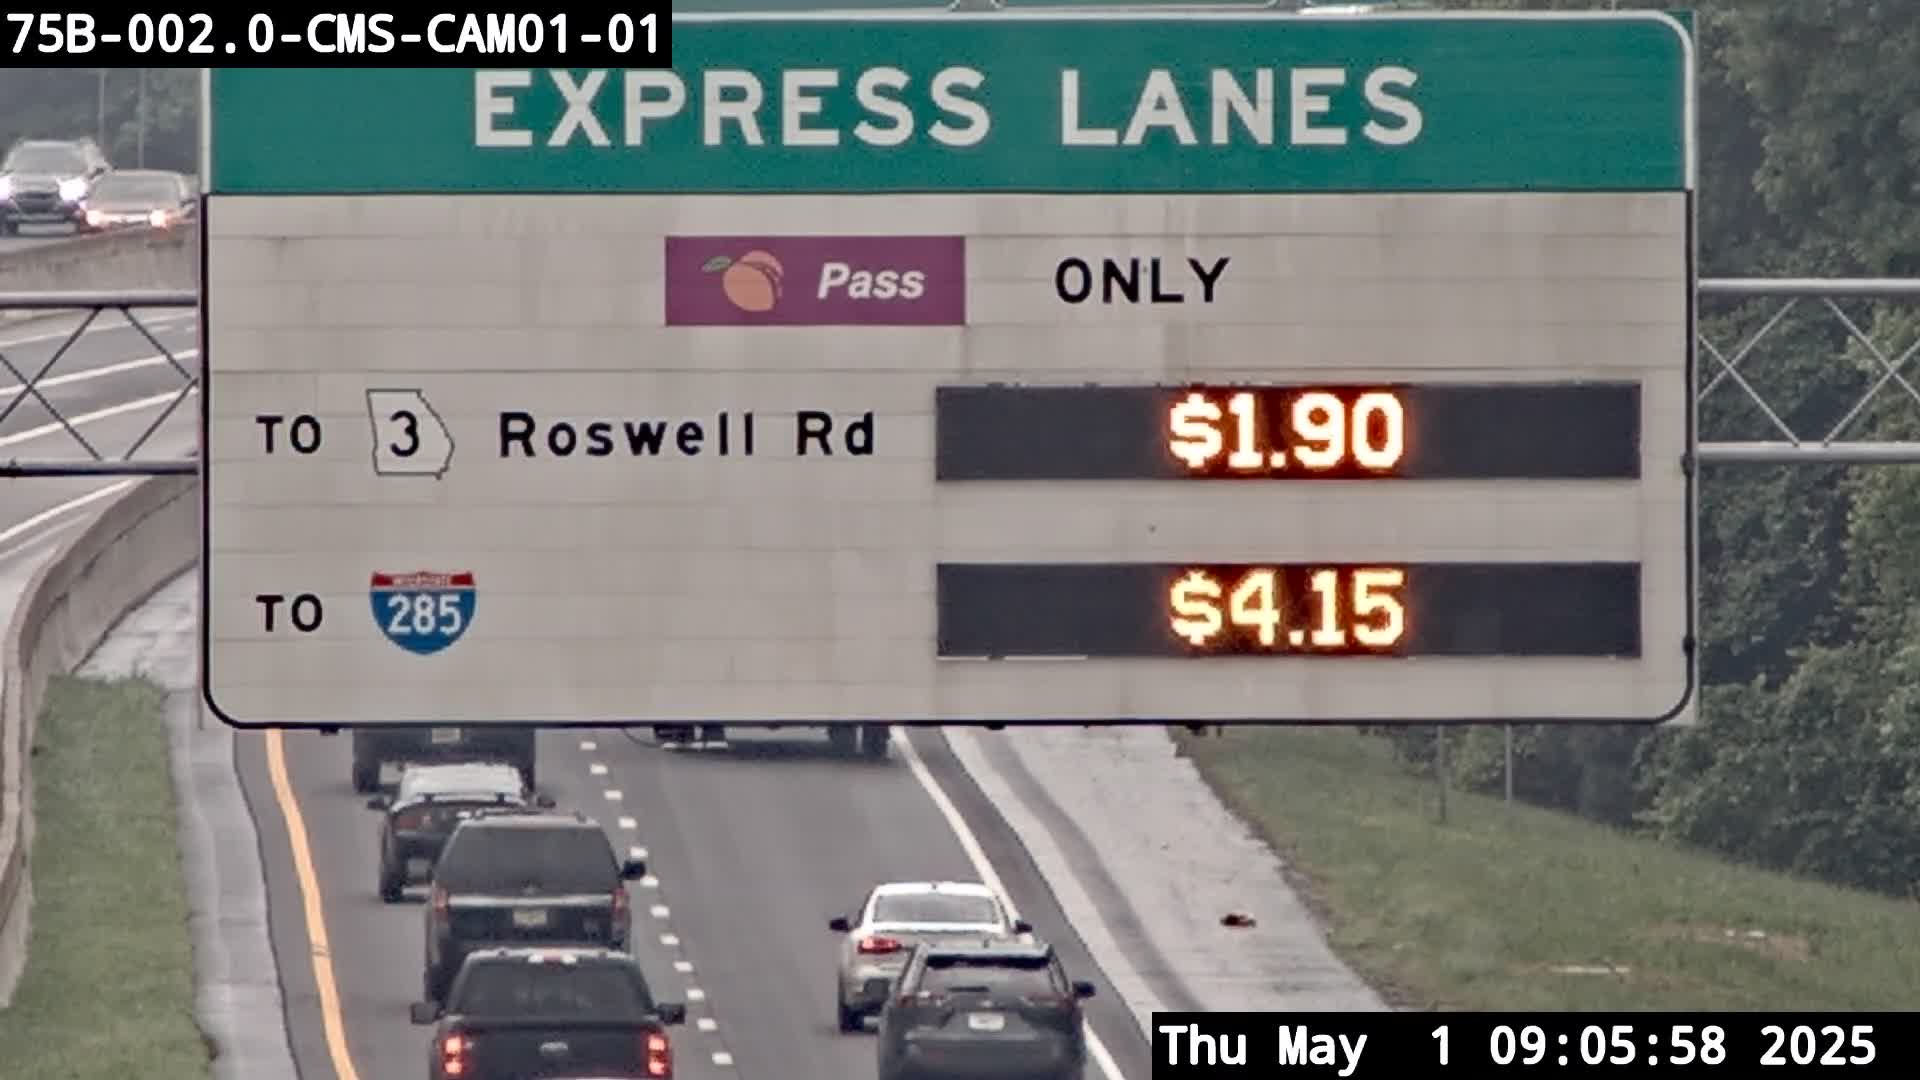 75B-002.0-CMS-CAM01-01
EXPRESS LANES
Pass ONLY
TO 3 Roswell Rd $1.90
TO INTERSTATE 285 $4.15
Thu May 1 09:05:58 2025